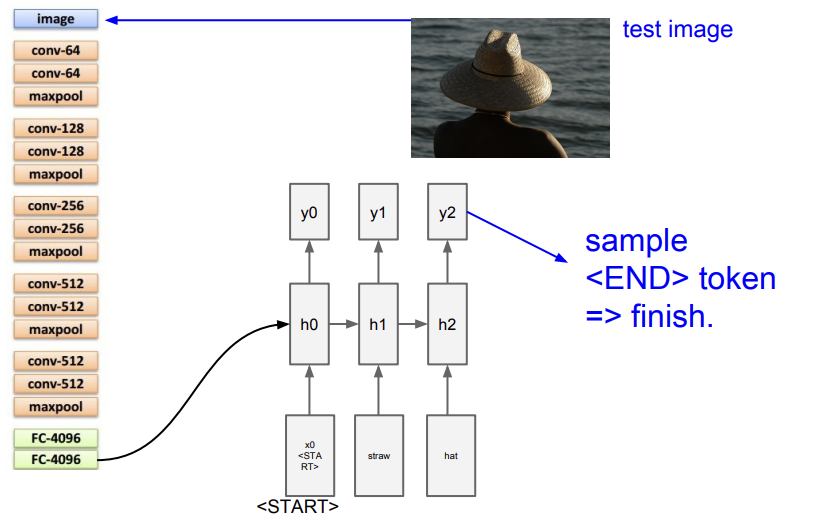 image
test image
conv-64
conv-64
maxpool
conv-128
conv-128
maxpool
conv-256
conv-256
maxpool
conv-512
conv-512
maxpool
conv-512
conv-512
maxpool
FC-4096
FC-4096
y0
y1
y2
sample
<END> token
=> finish.
h0
h1
h2
x0
<STA
RT>
straw
hat
<START>